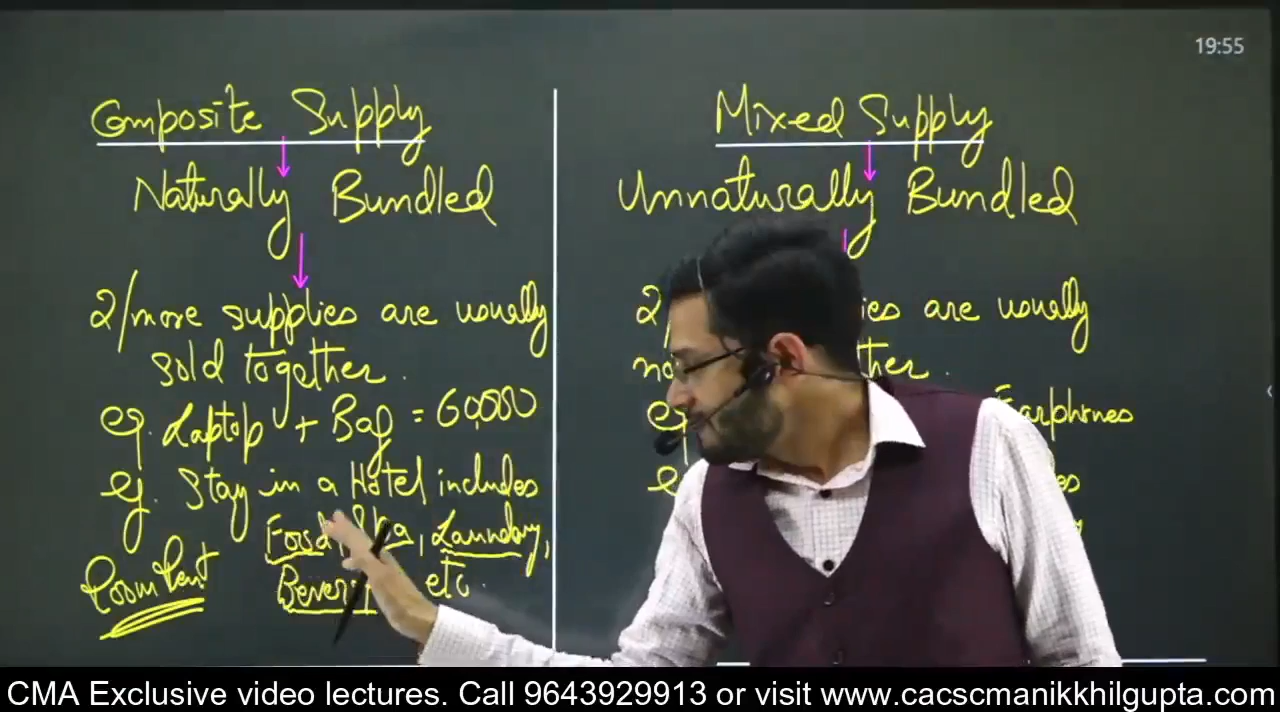 19:55
Composite Supply
Naturally Bundled
2/more supplies are usually
sold together.
eg. Laptop + Bag = 60,000
eg. Stay in a Hotel includes
Food, Spa, Laundry,
Room Rent
etc.
Mixed Supply
Unnaturally Bundled
2 are usually
Earphones
CMA Exclusive video lectures. Call 9643929913 or visit www.cacscmanikkhilgupta.com